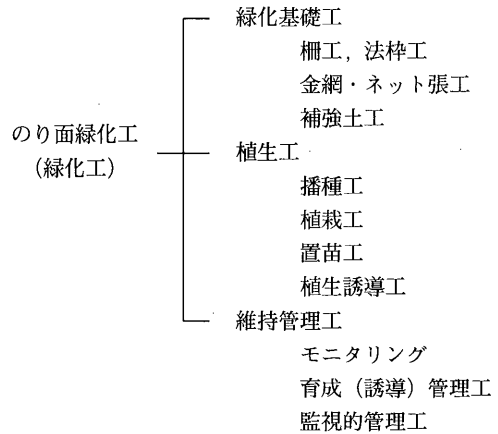 緑化基礎工
柵工，法枠工
金網・ネット張工
補強土工
のり面緑化工
（緑化工）
植生工
播種工
植栽工
置苗工
植生誘導工
維持管理工
モニタリング
育成（誘導）管理工
監視的管理工